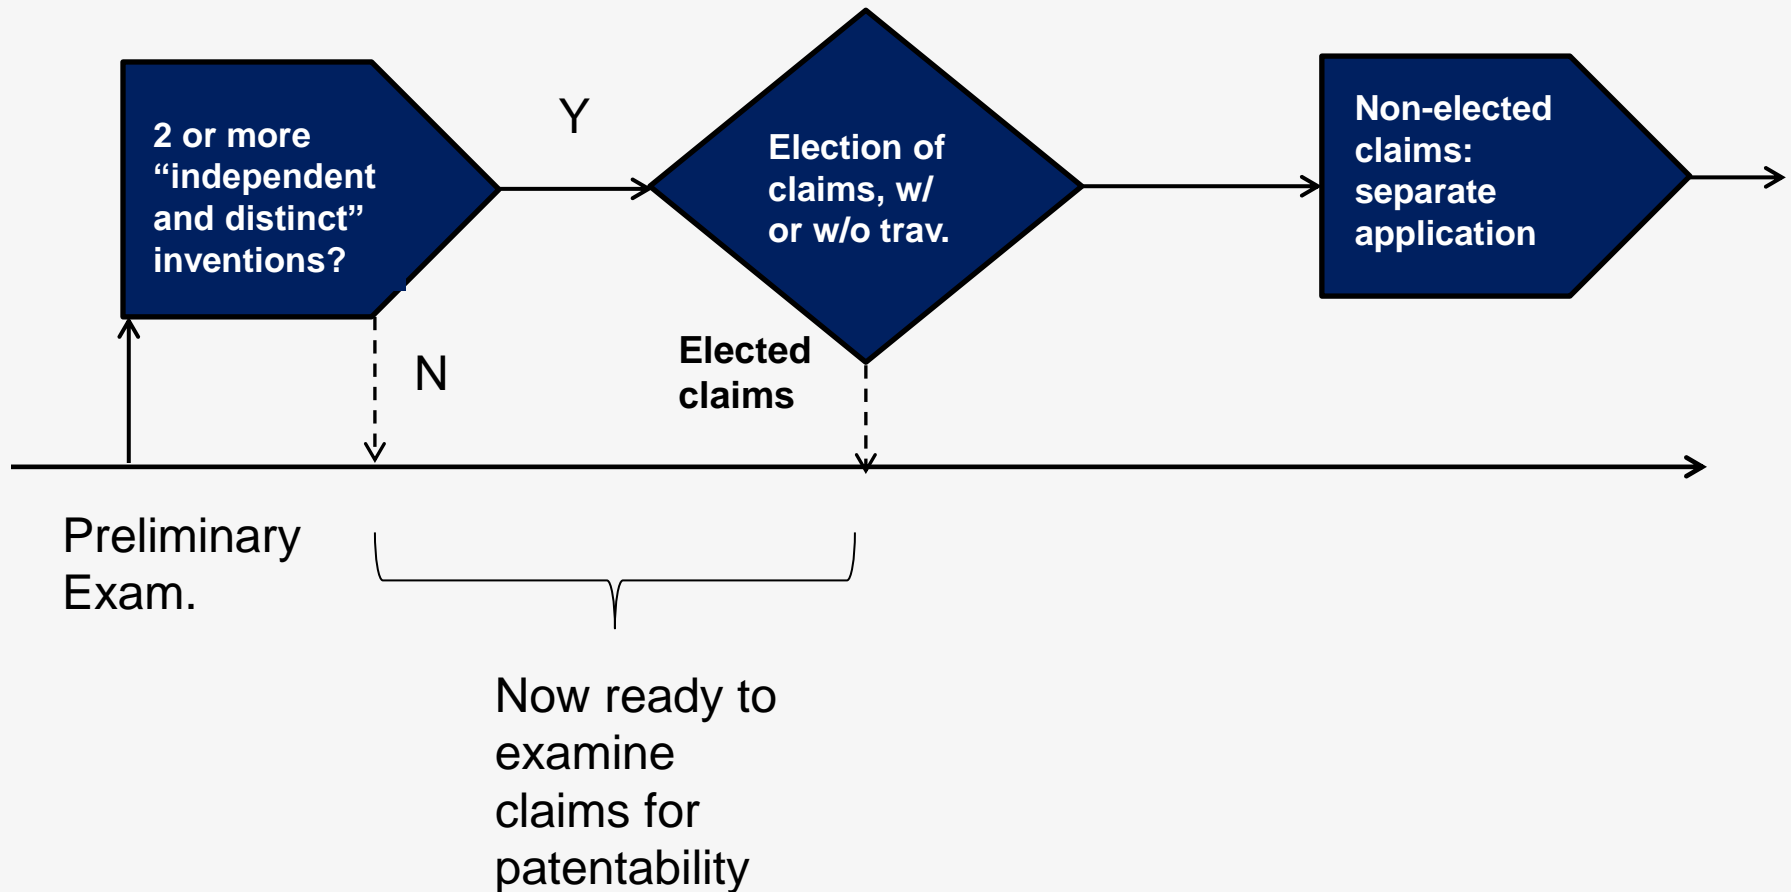 2 or more
“independent
and distinct”
inventions?
Y
Election of
claims, w/
or w/o trav.
Non-elected
claims:
separate
application
N
Elected
claims
Preliminary
Exam.
Now ready to
examine
claims for
patentability